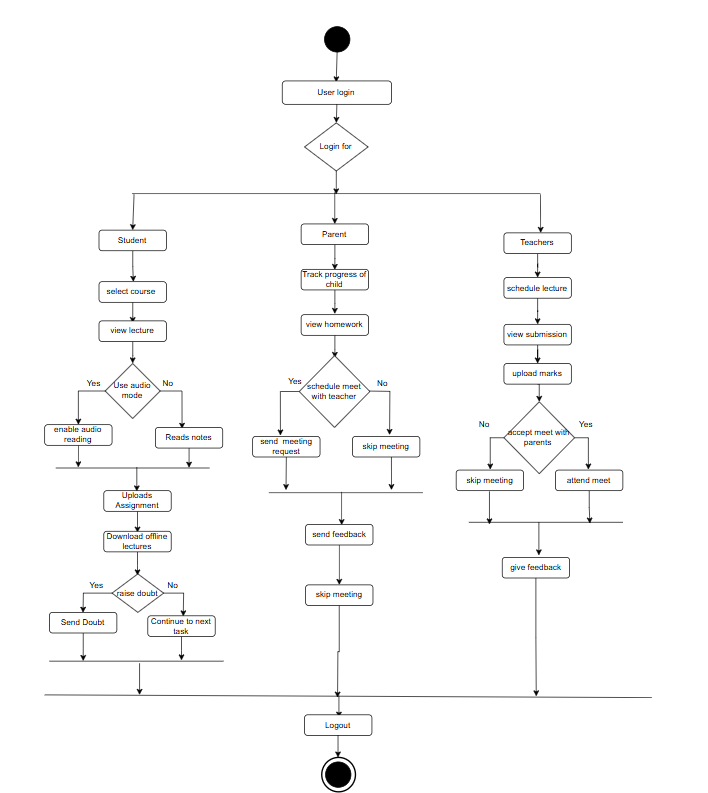 User login
Login for
Student
select course
view lecture
Use audio
mode
Yes
No
enable audio
reading
Reads notes
Uploads
Assignment
Download offline
lectures
raise doubt
Yes
No
Send Doubt
Continue to next
task
Parent
Track progress of
child
view homework
schedule meet
with teacher
Yes
No
send meeting
request
skip meeting
send feedback
skip meeting
Teachers
schedule lecture
view submission
upload marks
accept meet with
parents
No
Yes
skip meeting
attend meet
give feedback
Logout